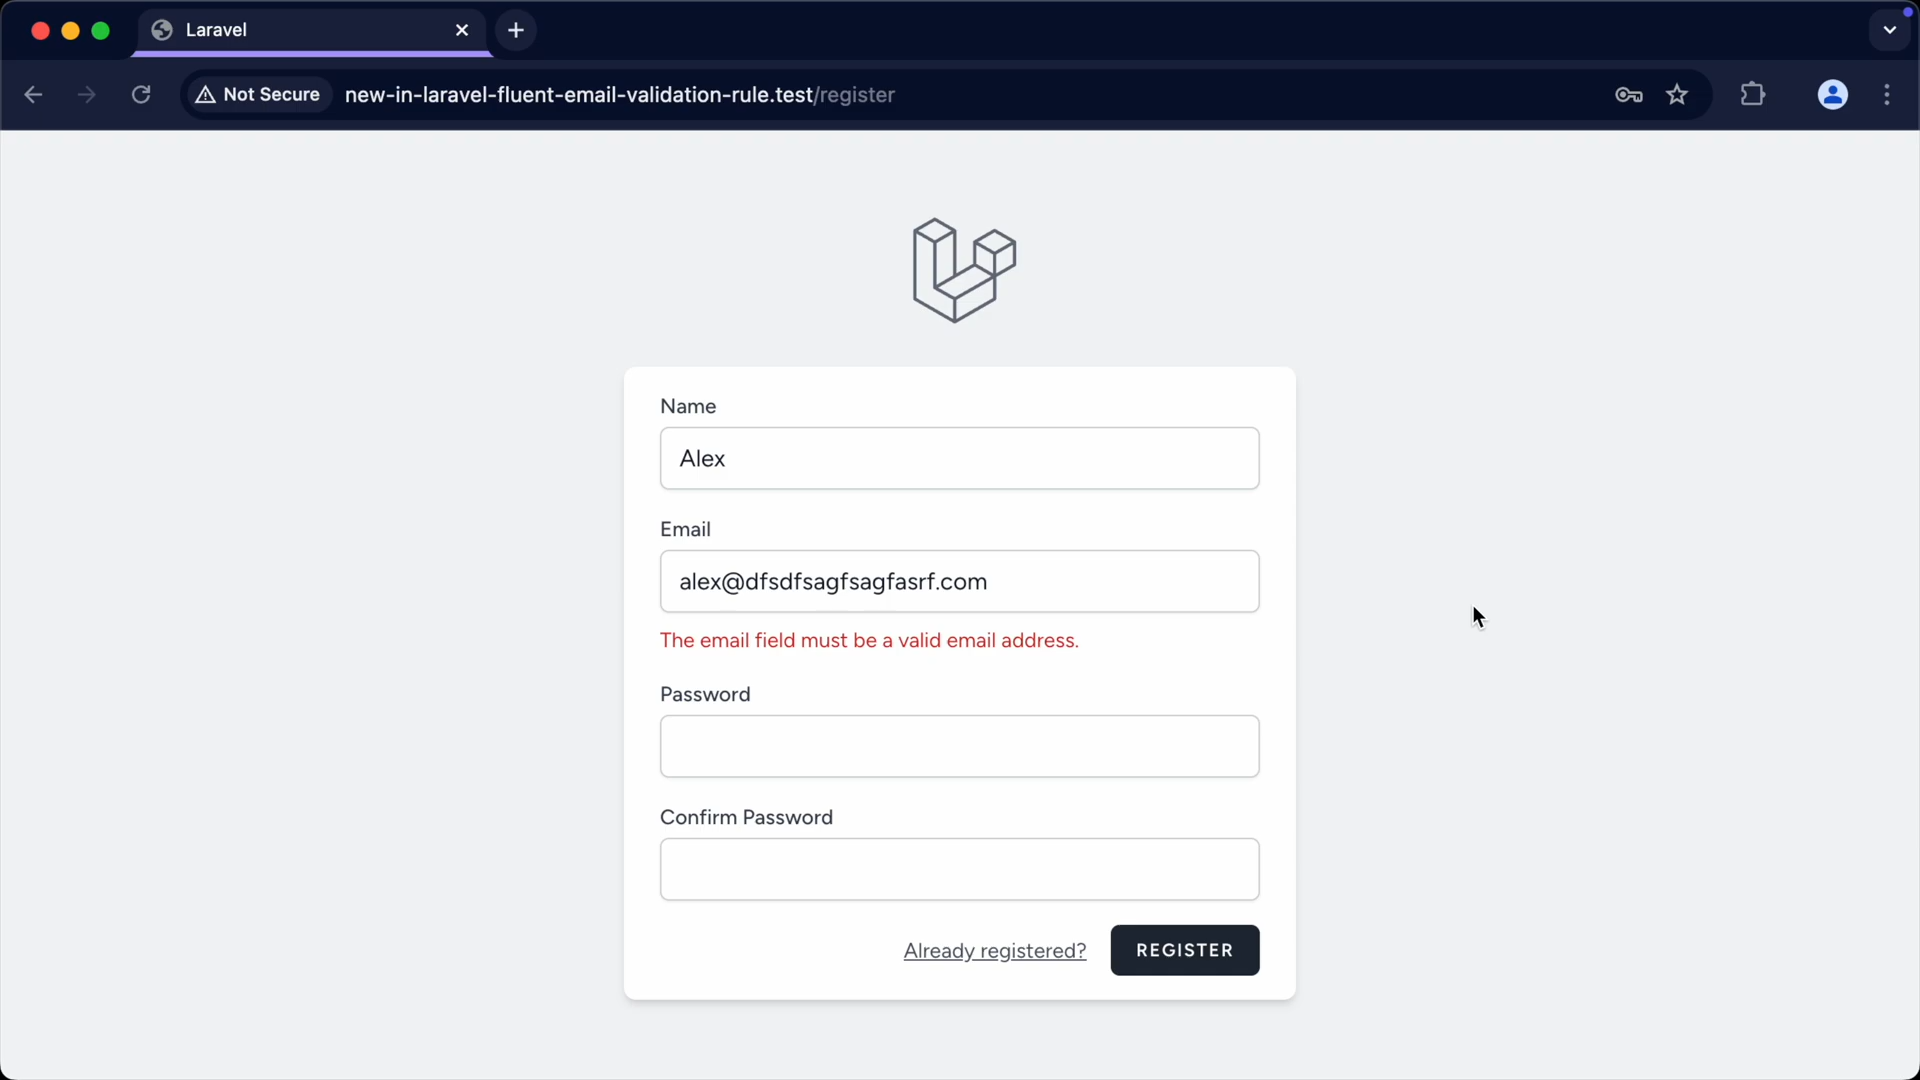 Laravel
Not Secure
new-in-laravel-fluent-email-validation-rule.test/register
Name
Alex
Email
alex@dfsdfsagfsagfasrf.com
The email field must be a valid email address.
Password
Confirm Password
Already registered?
REGISTER